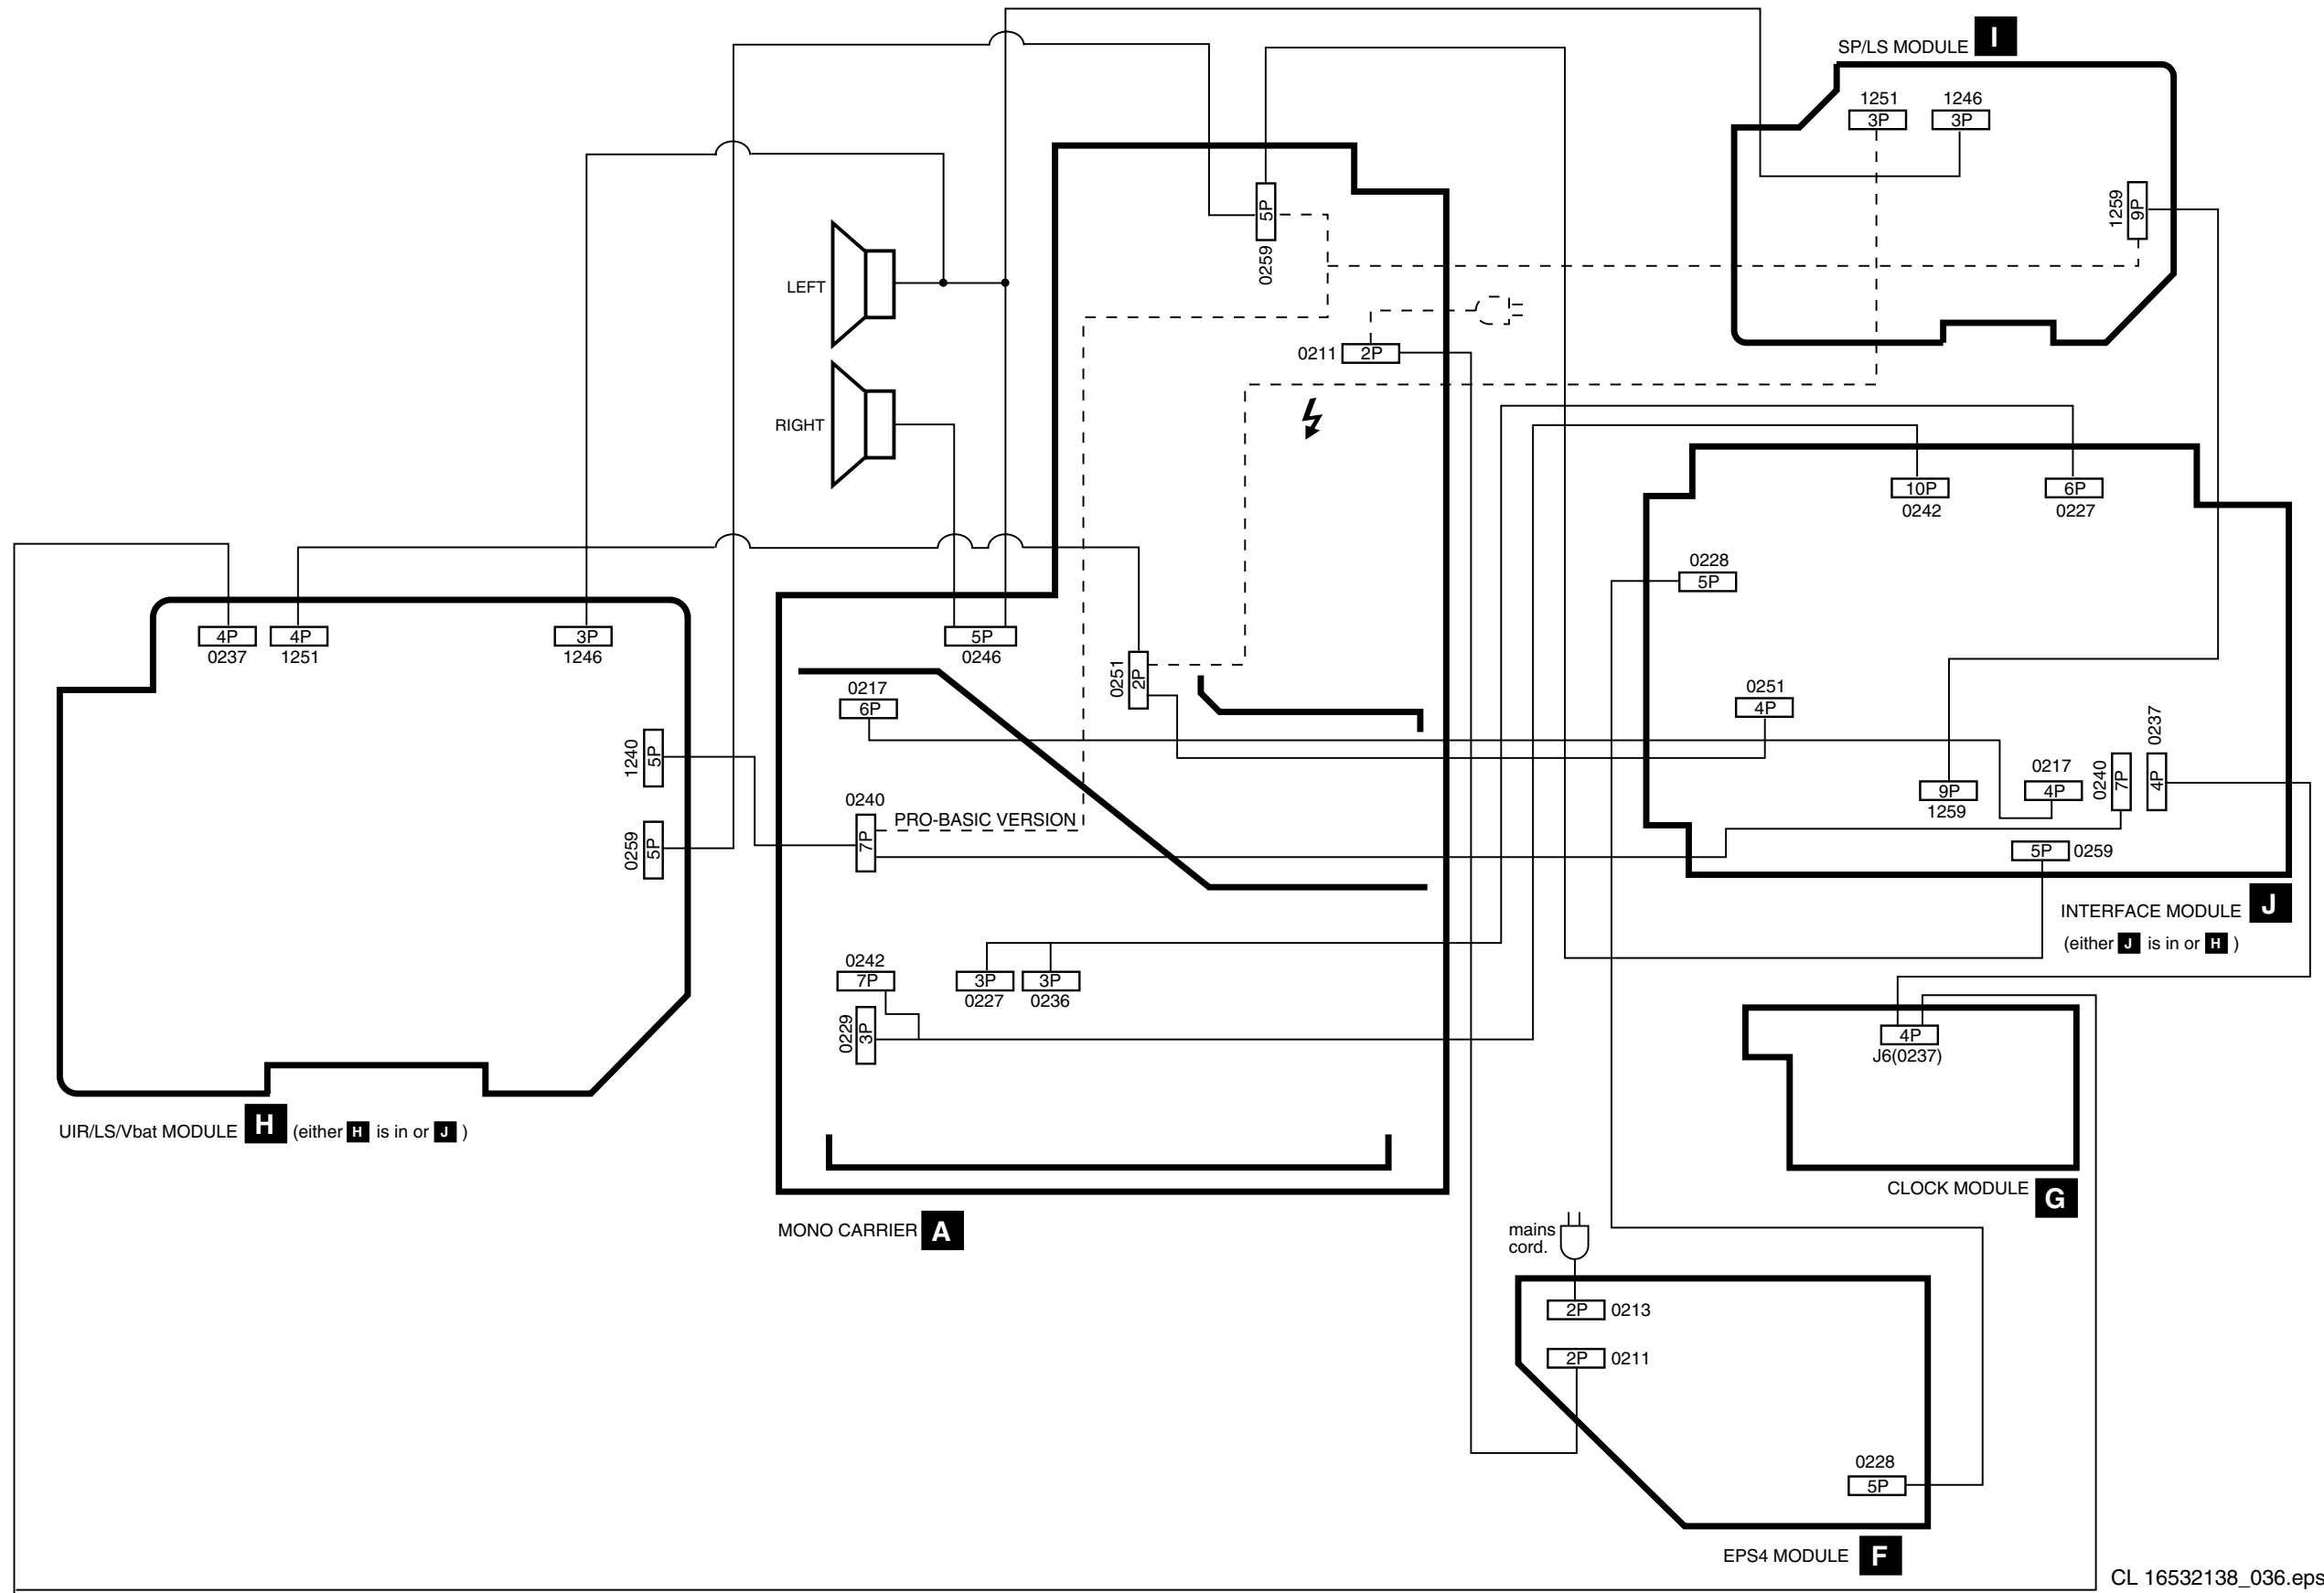 SP/LS MODULE I
1251
1246
3P
3P
1259
9P
5P
0259
LEFT
0211
2P
RIGHT
10P
0242
6P
0227
0228
5P
4P
0237
4P
1251
3P
1246
5P
0246
0251
2P
0217
6P
0251
4P
0237
4P
0217
4P
0240
7P
9P
1259
1240
5P
0240
7P
PRO-BASIC VERSION
0259
5P
5P
0259
INTERFACE MODULE J
(either J is in or H )
0242
7P
3P
0227
3P
0236
0229
3P
4P
J6(0237)
UIR/LS/Vbat MODULE H (either H is in or J )
CLOCK MODULE G
MONO CARRIER A
mains
cord.
2P
0213
2P
0211
0228
5P
EPS4 MODULE F
CL 16532138_036.eps